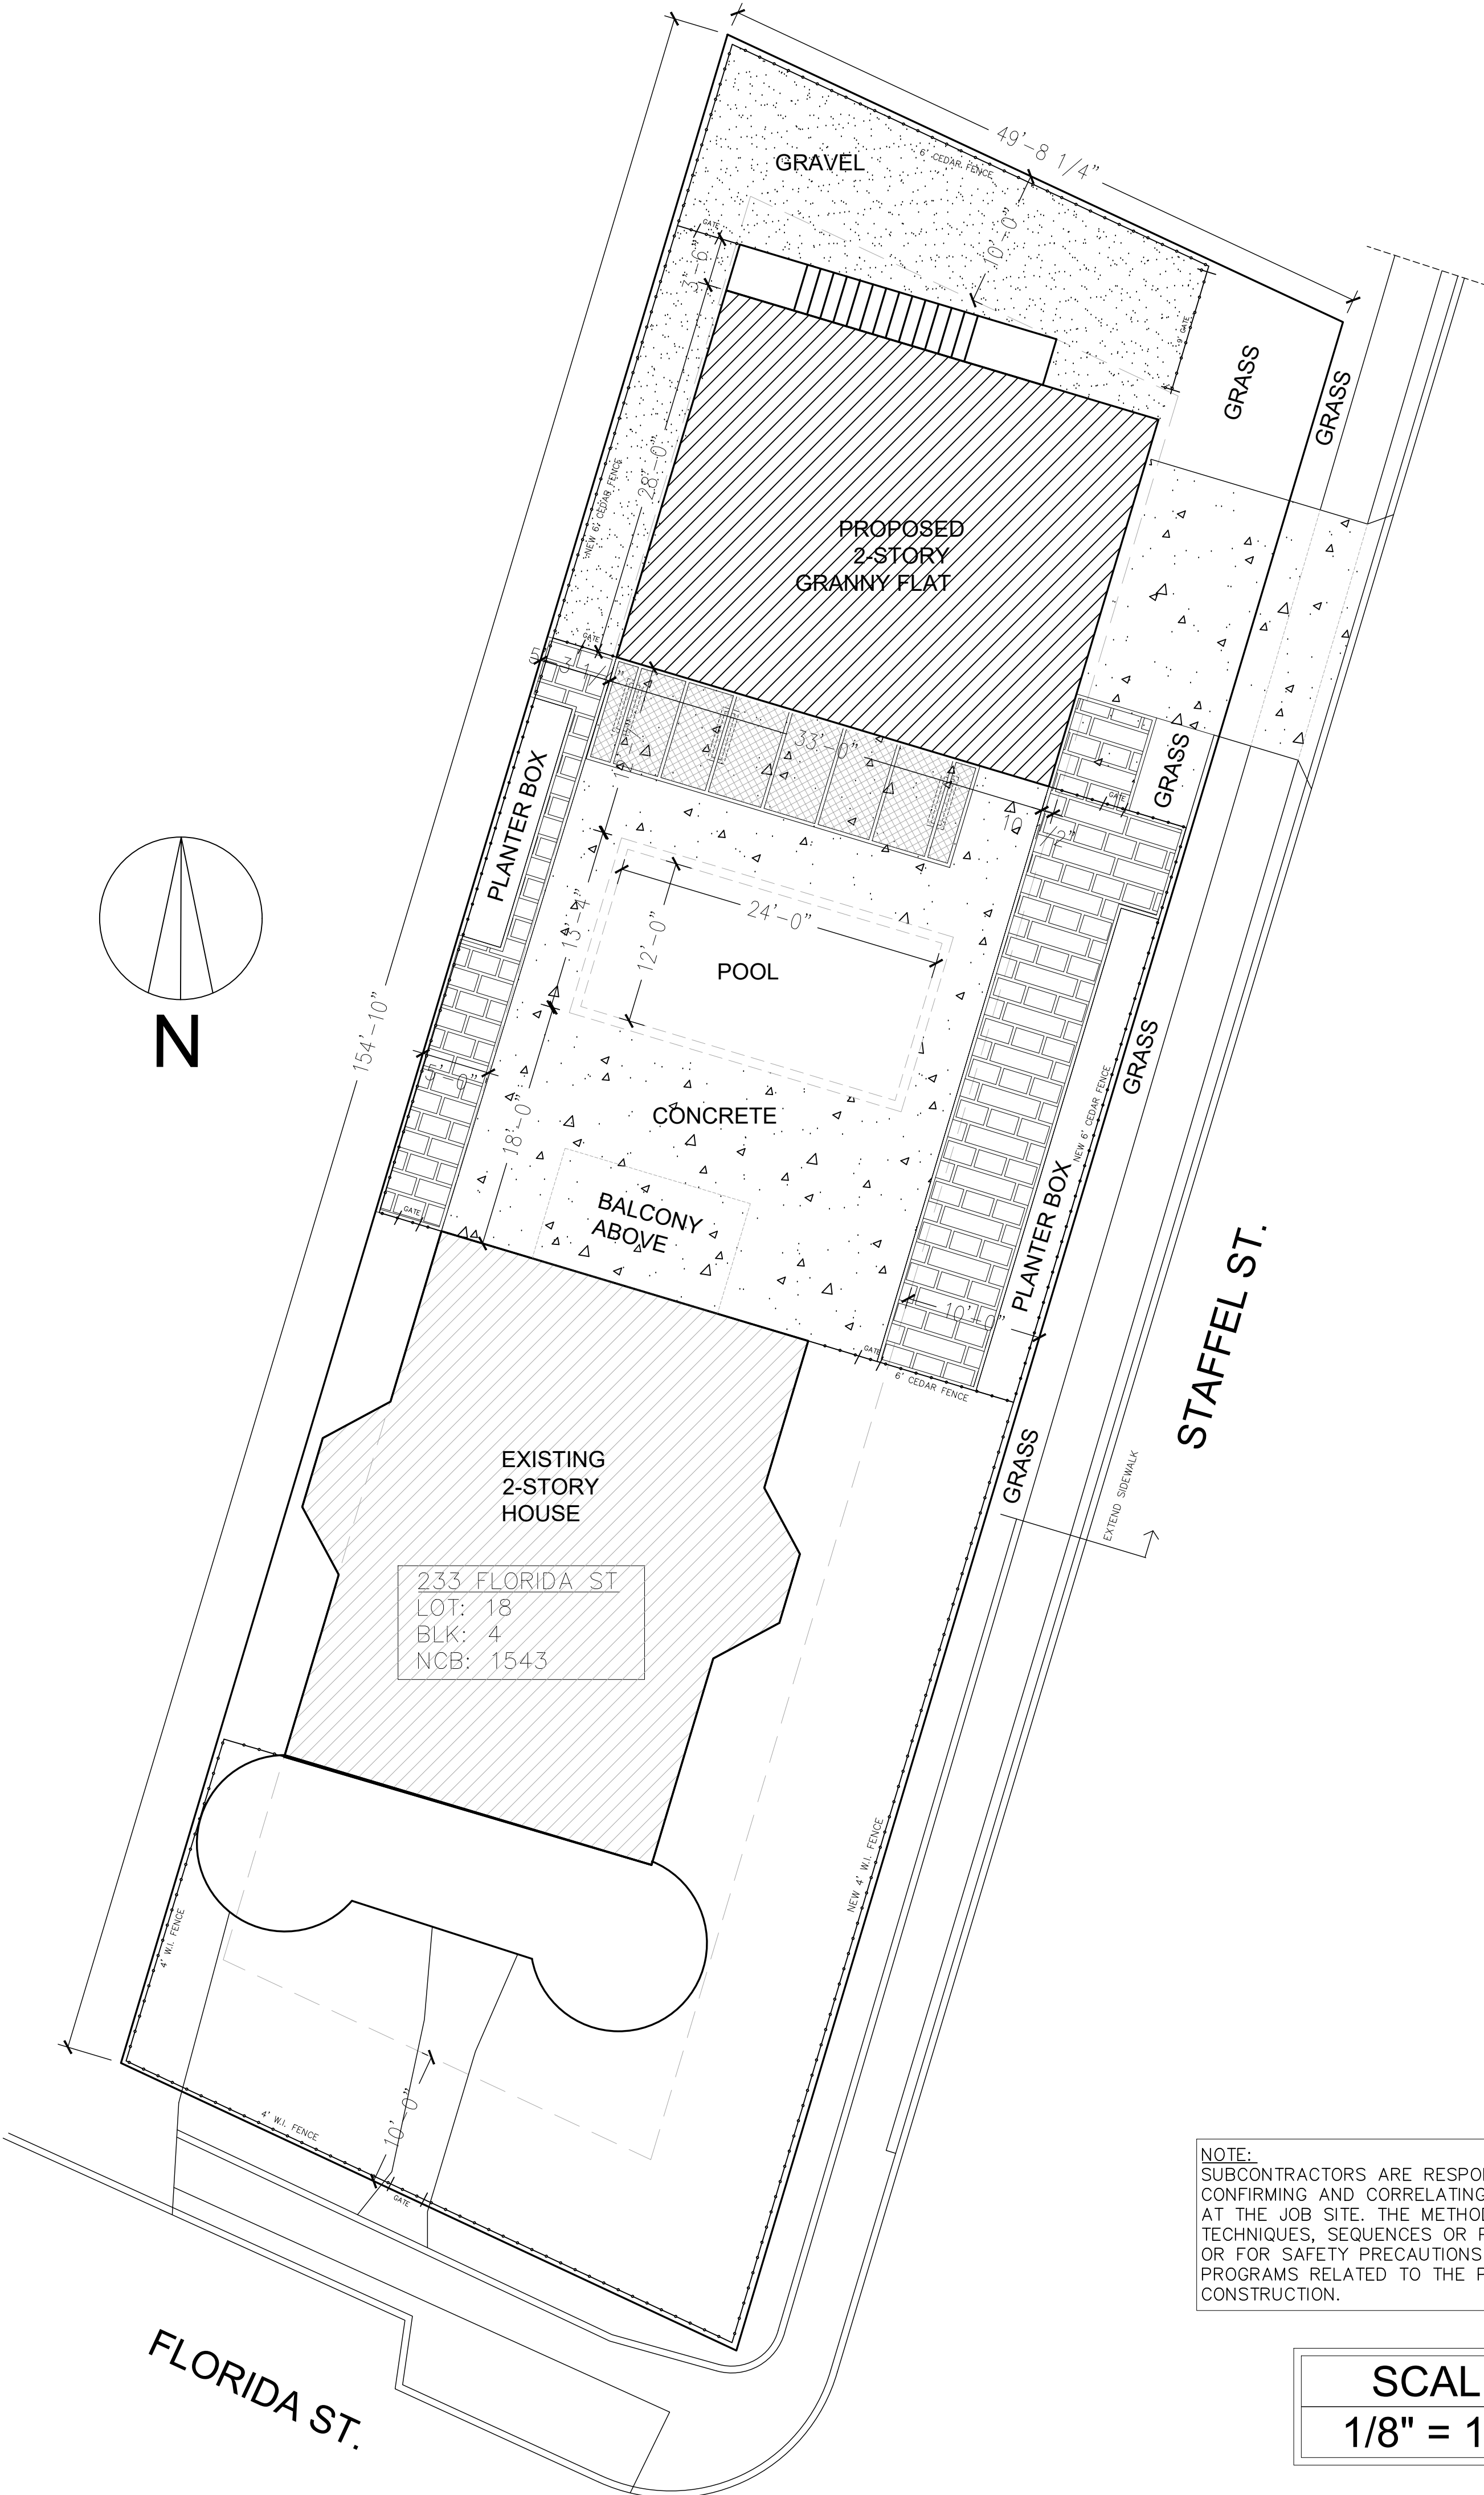 49'-8 1/4"
6' CEDAR FENCE
GRAVEL
10'-0"
GATE
3'-6"
9' GATE
GRASS
GRASS
28'-0"
NEW 6' CEDAR FENCE
PROPOSED
2-STORY
GRANNY FLAT
GATE
33'-0"
GRASS
GATE
PLANTER BOX
24'-0"
13'-4"
12'-0"
POOL
N
154'-10"
5'-0"
18'-0"
CONCRETE
GRASS
NEW 6' CEDAR FENCE
PLANTER BOX
GATE
BALCONY
ABOVE
10'-0"
GATE
6' CEDAR FENCE
STAFFEL ST.
GRASS
EXTEND SIDEWALK
EXISTING
2-STORY
HOUSE
233 FLORIDA ST
LOT: 18
BLK: 4
NCB: 1543
NEW 4' W.I. FENCE
4' W.I. FENCE
4' W.I. FENCE
10'-0"
GATE
FLORIDA ST.
NOTE:
SUBCONTRACTORS ARE
CONFIRMING AND CORRELATING
AT THE JOB SITE. THE
TECHNIQUES, SEQUENCES OR
OR FOR SAFETY PRECAUTIONS
PROGRAMS RELATED TO THE
CONSTRUCTION.
SCAL
1/8" = 1